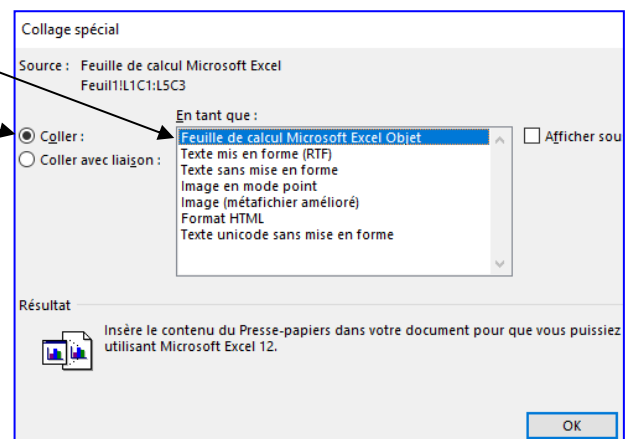 Collage spécial
Source : Feuille de calcul Microsoft Excel
Feuil1!L1C1:L5C3
En tant que :
Coller :
Coller avec liaison :
Feuille de calcul Microsoft Excel Objet
Texte mis en forme (RTF)
Texte sans mise en forme
Image en mode point
Image (métafichier amélioré)
Format HTML
Texte unicode sans mise en forme
Afficher sou
Résultat
Insère le contenu du Presse-papiers dans votre document pour que vous puissiez
utilisant Microsoft Excel 12.
OK